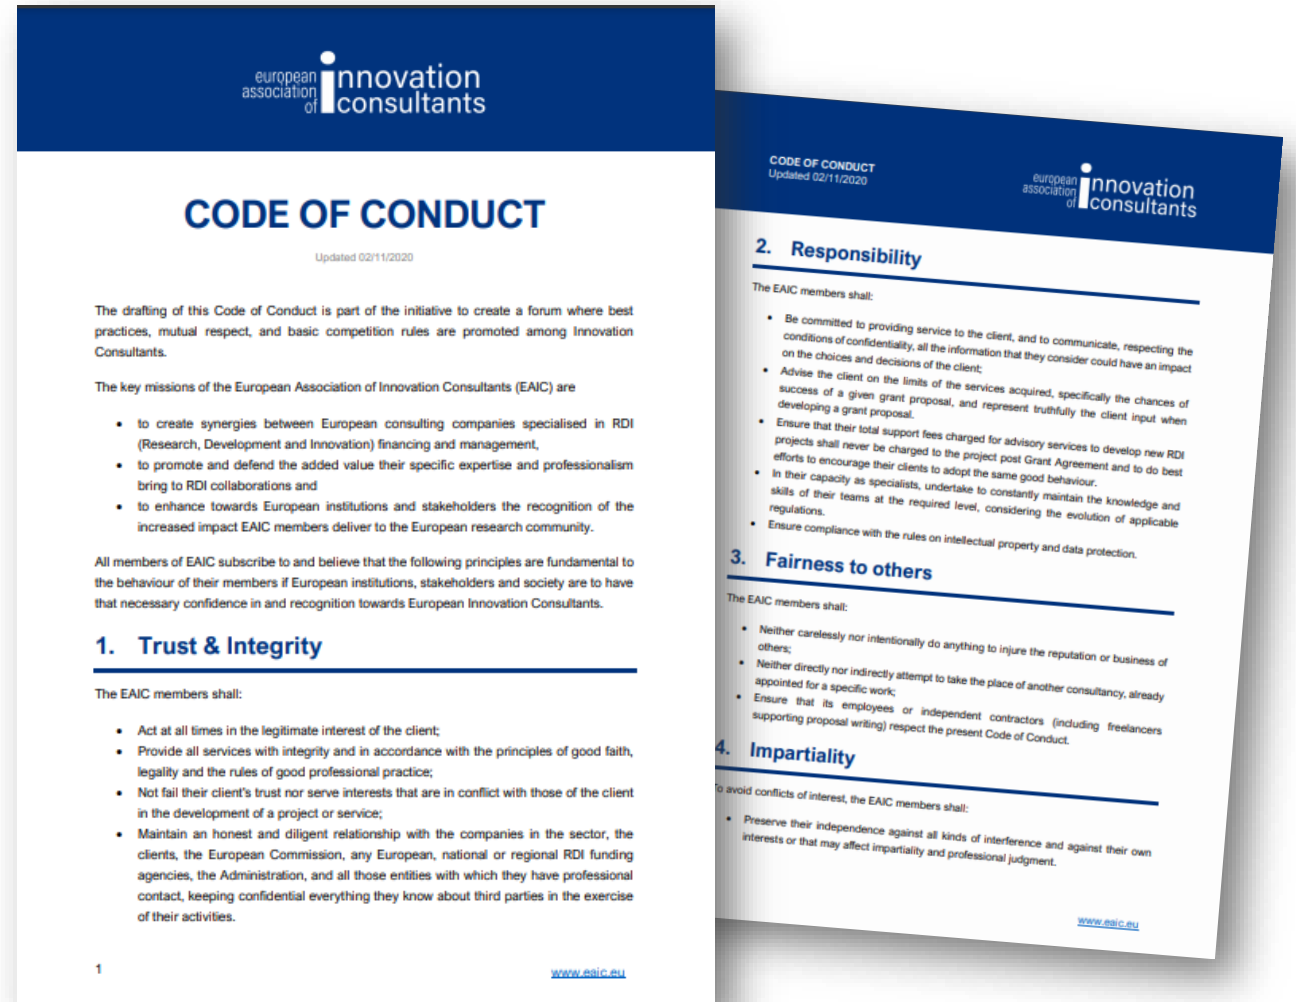 european
association
of
innovation
consultants
CODE OF CONDUCT
Updated 02/11/2020
The drafting of this Code of Conduct is part of the initiative to create a forum where best
practices, mutual respect, and basic competition rules are promoted among Innovation
Consultants.
The key missions of the European Association of Innovation Consultants (EAIC) are
• to create synergies between European consulting companies specialised in RDI
(Research, Development and Innovation) financing and management,
• to promote and defend the added value their specific expertise and professionalism
bring to RDI collaborations and
• to enhance towards European institutions and stakeholders the recognition of the
increased impact EAIC members deliver to the European research community.
All members of EAIC subscribe to and believe that the following principles are fundamental to
the behaviour of their members if European institutions, stakeholders and society are to have
that necessary confidence in and recognition towards European Innovation Consultants.
1. Trust & Integrity
The EAIC members shall:
• Act at all times in the legitimate interest of the client;
• Provide all services with integrity and in accordance with the principles of good faith,
legality and the rules of good professional practice;
• Not fail their client's trust nor serve interests that are in conflict with those of the client
in the development of a project or service;
• Maintain an honest and diligent relationship with the companies in the sector, the
clients, the European Commission, any European, national or regional RDI funding
agencies, the Administration, and all those entities with which they have professional
contact, keeping confidential everything they know about third parties in the exercise
of their activities.
1
www.eaic.eu
CODE OF CONDUCT
Updated 02/11/2020
european
association
of
innovation
consultants
2. Responsibility
The EAIC members shall:
• Be committed to providing service to the client, and to communicate, respecting the
conditions of confidentiality, all the information that they consider could have an impact
on the choices and decisions of the client;
• Advise the client on the limits of the services acquired, specifically the chances of
success of a given grant proposal, and represent truthfully the client input when
developing a grant proposal.
• Ensure that their total support fees charged for advisory services to develop new RDI
projects shall never be charged to the project post Grant Agreement and to do best
efforts to encourage their clients to adopt the same good behaviour.
• In their capacity as specialists, undertake to constantly maintain the knowledge and
skills of their teams at the required level, considering the evolution of applicable
regulations.
• Ensure compliance with the rules on intellectual property and data protection.
3. Fairness to others
The EAIC members shall:
• Neither carelessly nor intentionally do anything to injure the reputation or business of
others;
• Neither directly nor indirectly attempt to take the place of another consultancy, already
appointed for a specific work;
• Ensure that its employees or independent contractors (including freelancers
supporting proposal writing) respect the present Code of Conduct.
4. Impartiality
To avoid conflicts of interest, the EAIC members shall:
• Preserve their independence against all kinds of interference and against their own
interests or that may affect impartiality and professional judgment.
www.eaic.eu